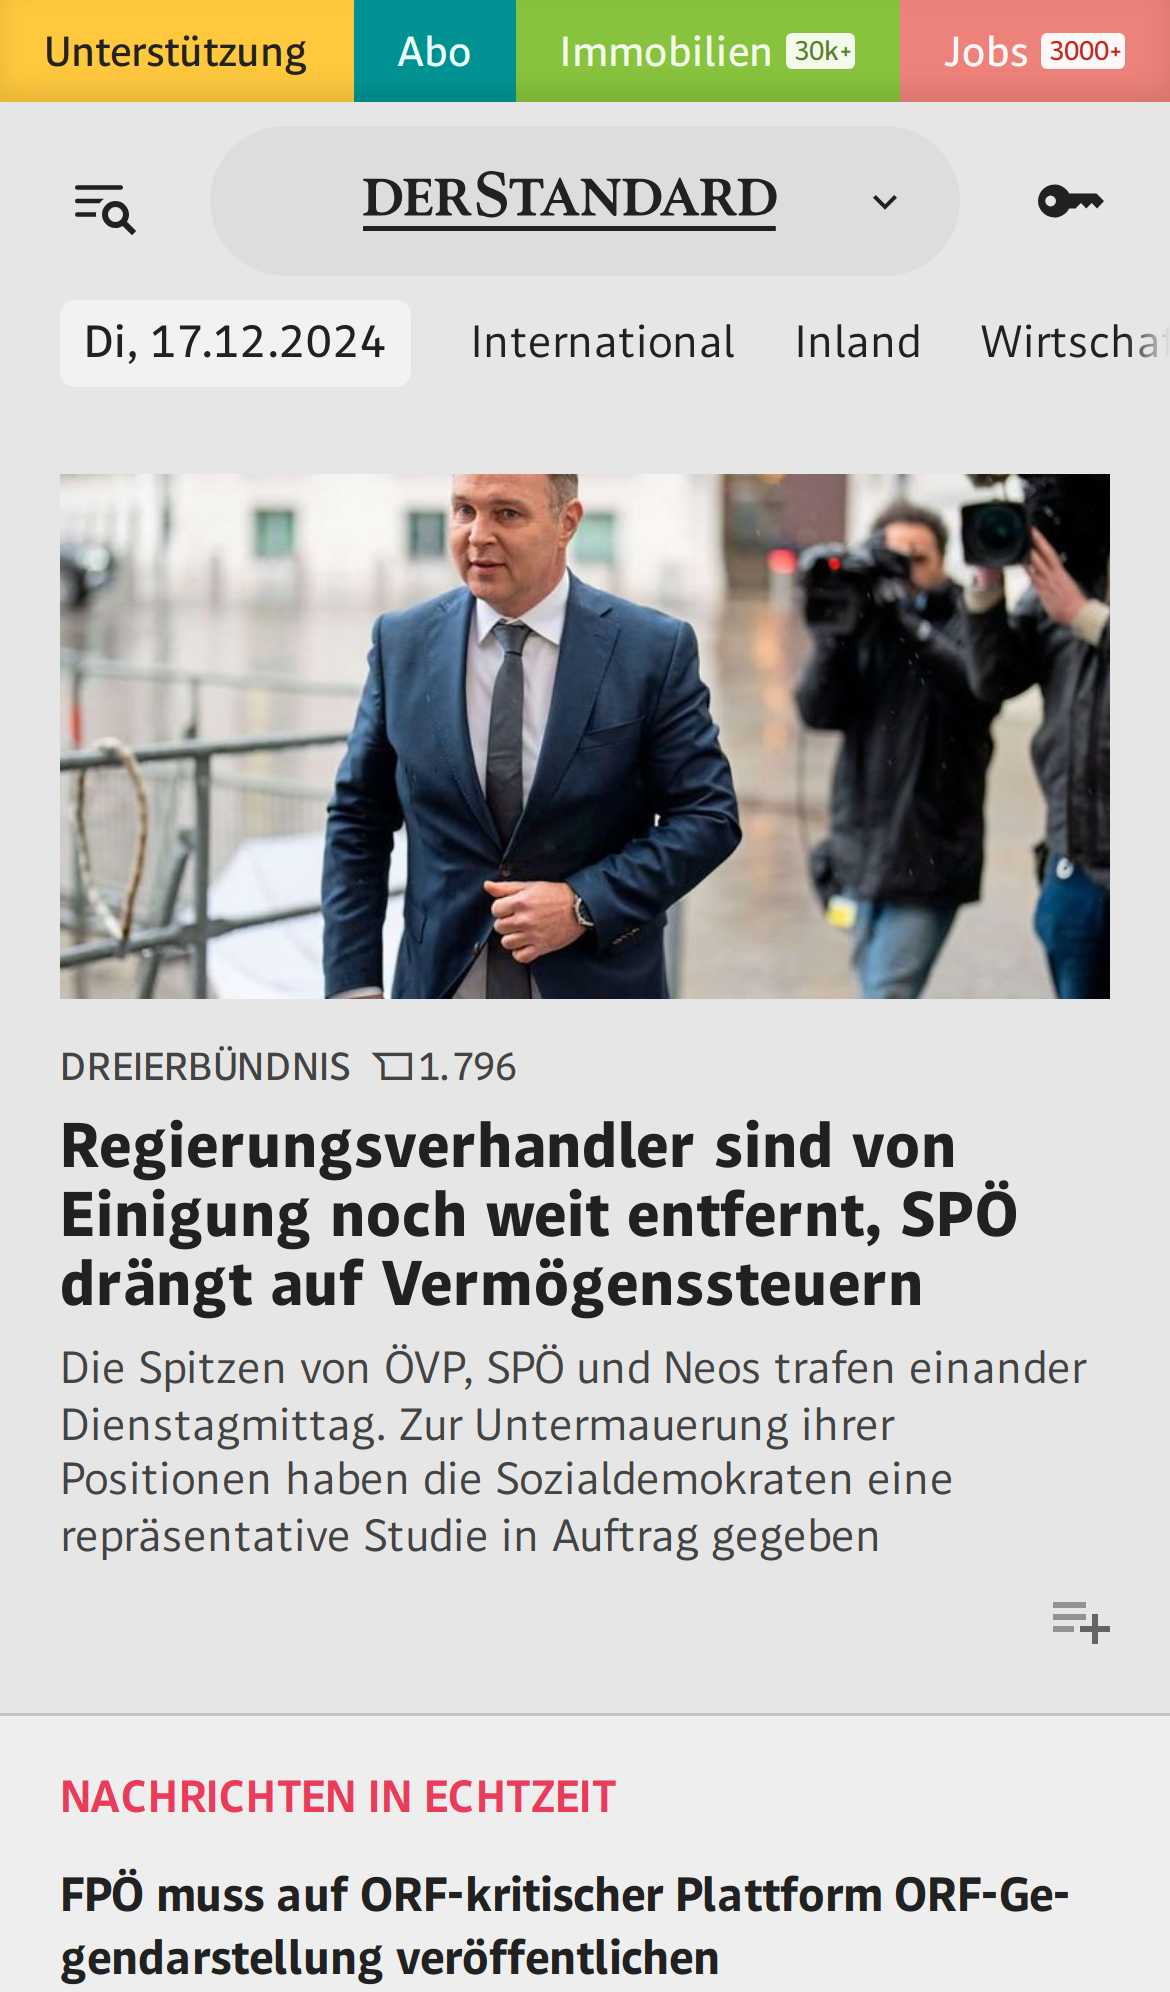 Unterstützung Abo Immobilien 30k+ Jobs 3000+
DERSTANDARD
Di, 17.12.2024 International Inland Wirtscha
DREIERBÜNDNIS 1.796
Regierungsverhandler sind von
Einigung noch weit entfernt, SPÖ
drängt auf Vermögenssteuern
Die Spitzen von ÖVP, SPÖ und Neos trafen einander
Dienstagmittag. Zur Untermauerung ihrer
Positionen haben die Sozialdemokraten eine
repräsentative Studie in Auftrag gegeben
NACHRICHTEN IN ECHTZEIT
FPÖ muss auf ORF-kritischer Plattform ORF-Ge-
gendarstellung veröffentlichen